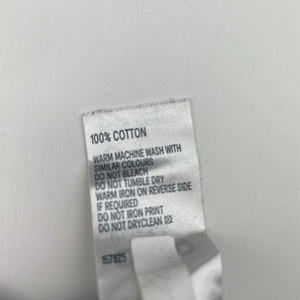 100% COTTON
WARM MACHINE WASH WITH
SIMILAR COLOURS
DO NOT BLEACH
DO NOT TUMBLE DRY
WARM IRON ON REVERSE SIDE
IF REQUIRED
DO NOT IRON PRINT
DO NOT DRYCLEAN
157825